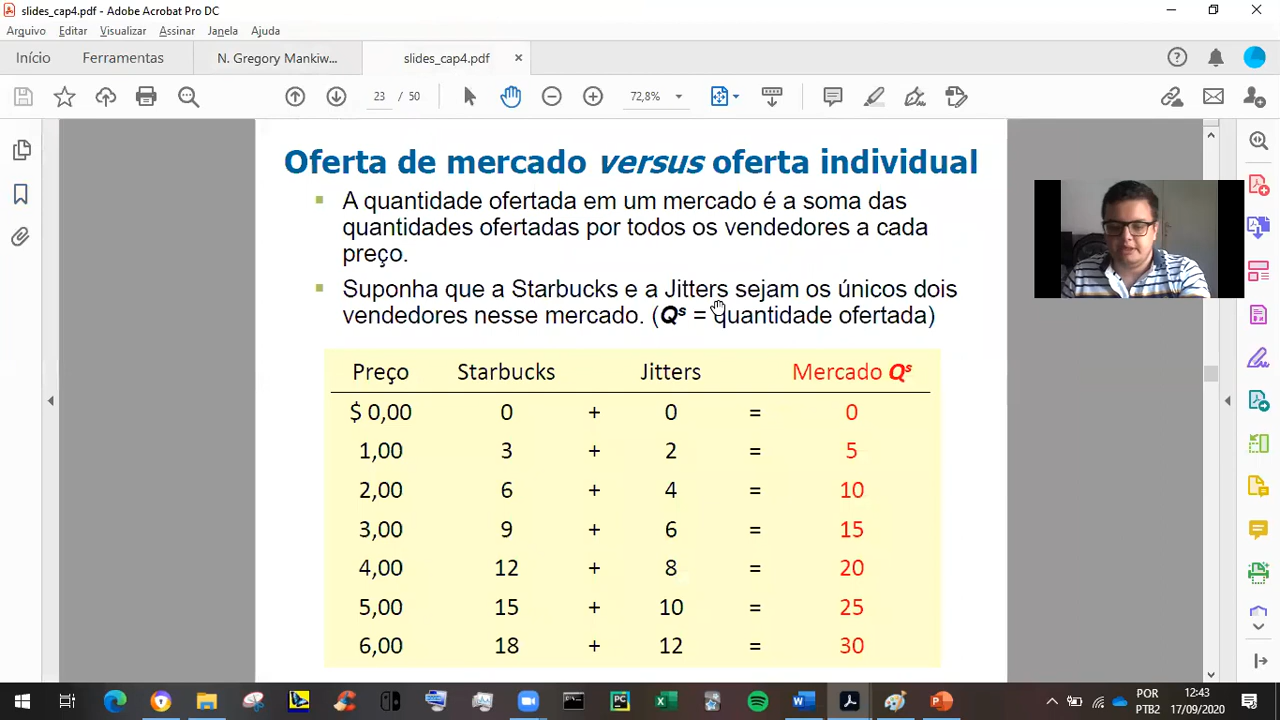 slides_cap4.pdf - Adobe Acrobat Pro DC
Arquivo Editar Visualizar Assinar Janela Ajuda
Início Ferramentas N. Gregory Mankiw... slides_cap4.pdf ×
23 / 50 72,8%
Oferta de mercado versus oferta individual
A quantidade ofertada em um mercado é a soma das
quantidades ofertadas por todos os vendedores a cada
preço.
Suponha que a Starbucks e a Jitters sejam os únicos dois
vendedores nesse mercado. (Qs = quantidade ofertada)
Preço Starbucks Jitters Mercado Qs
$ 0,00 0 + 0 = 0
1,00 3 + 2 = 5
2,00 6 + 4 = 10
3,00 9 + 6 = 15
4,00 12 + 8 = 20
5,00 15 + 10 = 25
6,00 18 + 12 = 30
POR 12:43
PTB2 17/09/2020